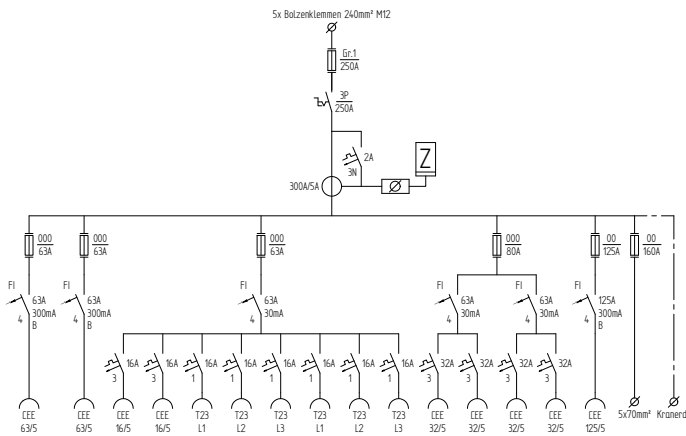 5x Bolzenklemmen 240mm² M12
Gr.1
250A
3P
250A
2A
3N
Z
300A/5A
000
63A
000
63A
000
63A
000
80A
00
125A
00
160A
FI
63A
300mA
4
B
FI
63A
300mA
4
B
FI
63A
30mA
4
FI
63A
30mA
4
FI
63A
30mA
4
FI
125A
300mA
4
B
16A
3
16A
3
16A
1
16A
1
16A
1
16A
1
16A
1
16A
1
32A
3
32A
3
32A
3
32A
3
CEE
63/5
CEE
63/5
CEE
16/5
CEE
16/5
T23
L1
T23
L2
T23
L3
T23
L1
T23
L2
T23
L3
CEE
32/5
CEE
32/5
CEE
32/5
CEE
32/5
CEE
125/5
5x70mm²
Kranerd